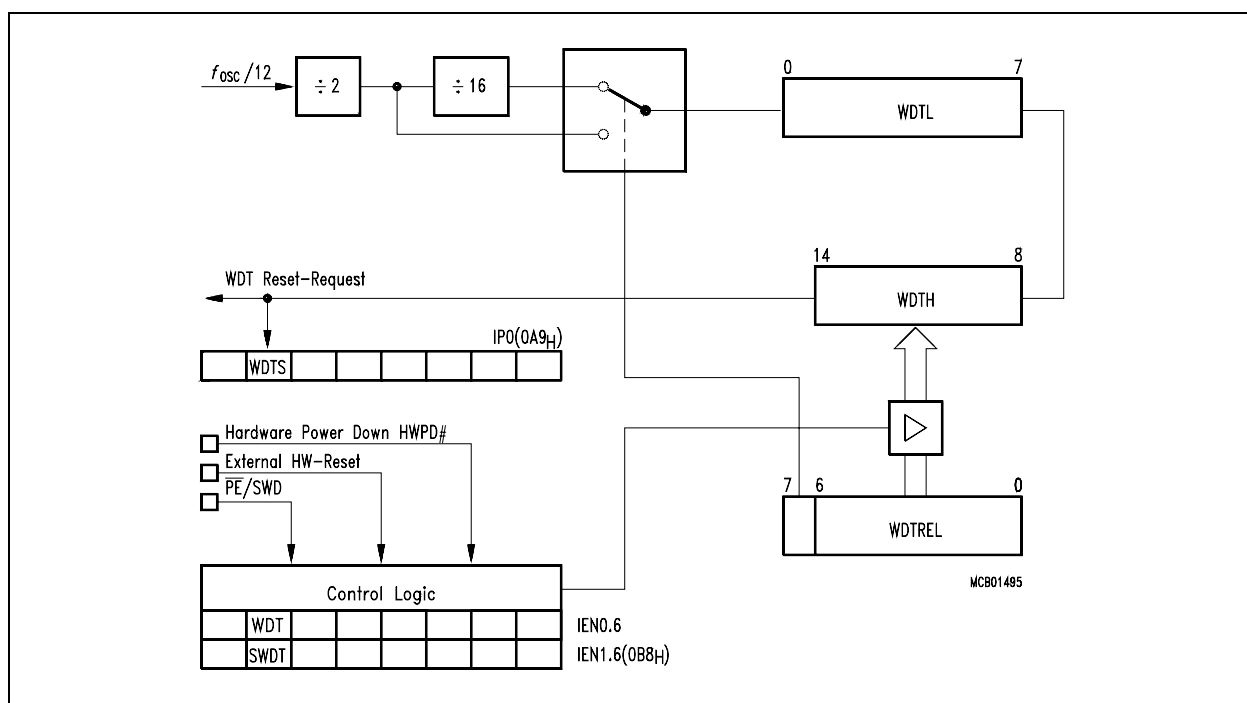 fOSC/12
÷2
÷16
0 7
WDTL
14 8
WDTH
WDT Reset-Request
IP0(0A9H)
WDTS
Hardware Power Down HWPD#
External HW-Reset
PE/SWD
7 6 0
WDTREL
MCB01495
Control Logic
WDT
IEN0.6
SWDT
IEN1.6(0B8H)